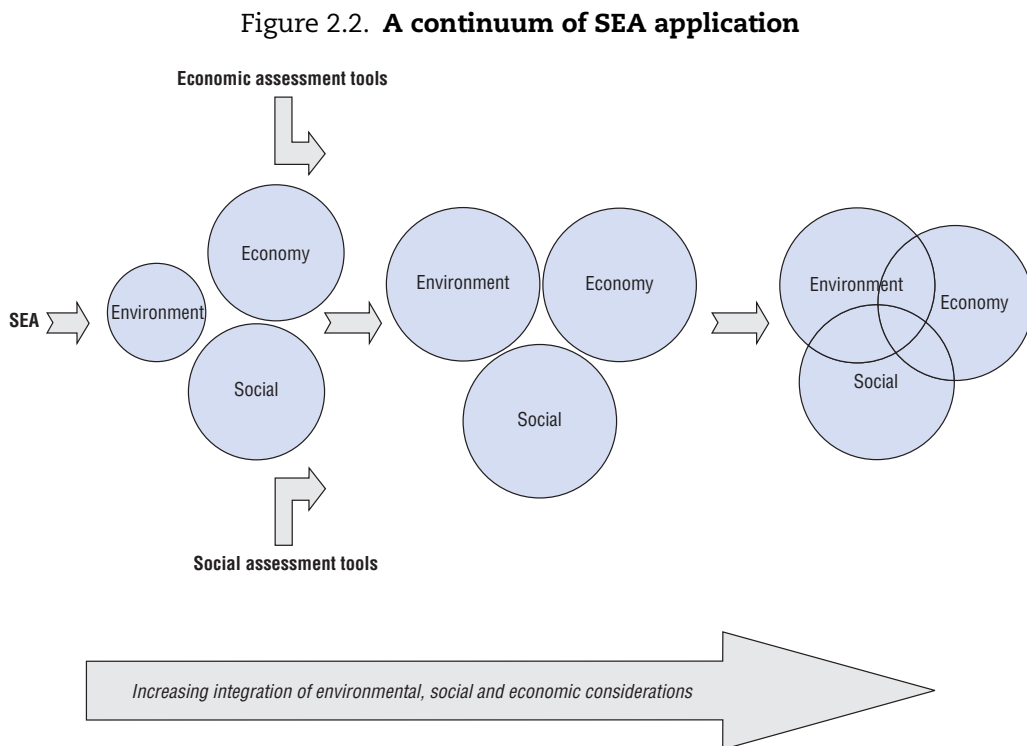 Figure 2.2. A continuum of SEA application
Economic assessment tools
Economy
Environment
SEA
Social
Environment
Economy
Social
Environment
Economy
Social
Social assessment tools
Increasing integration of environmental, social and economic considerations